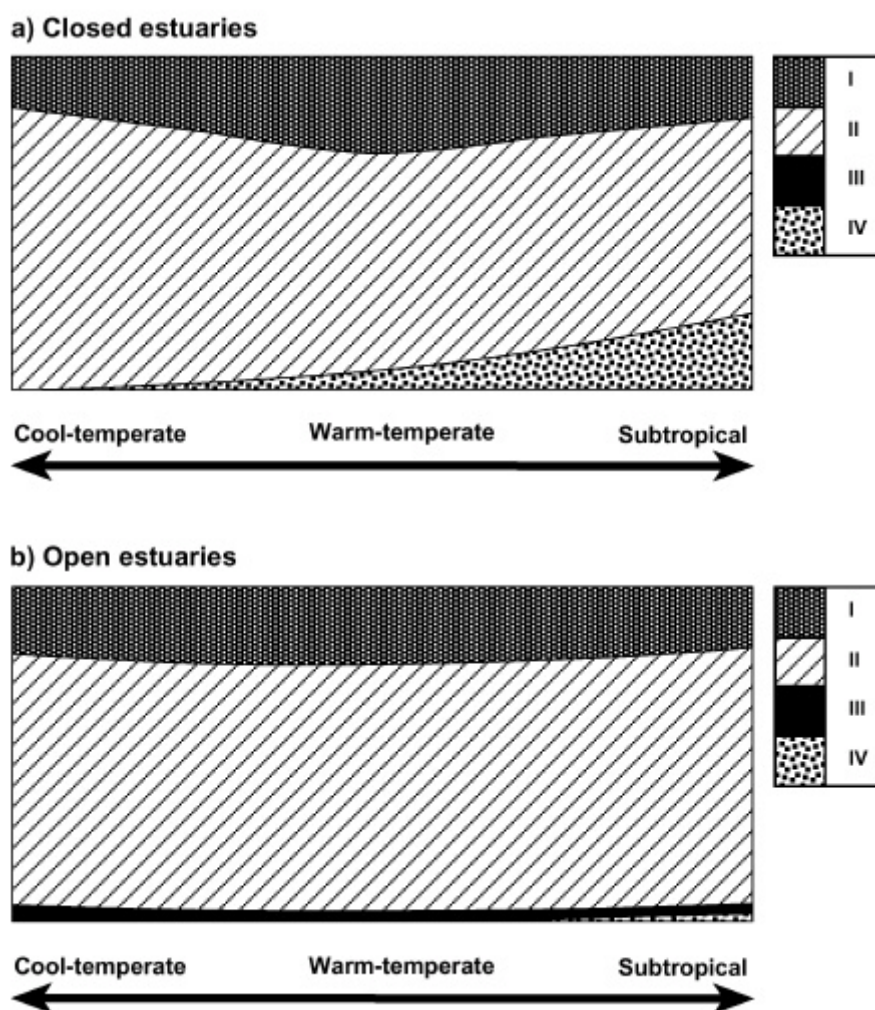 a) Closed estuaries
I
II
III
IV
Cool-temperate Warm-temperate Subtropical
b) Open estuaries
I
II
III
IV
Cool-temperate Warm-temperate Subtropical